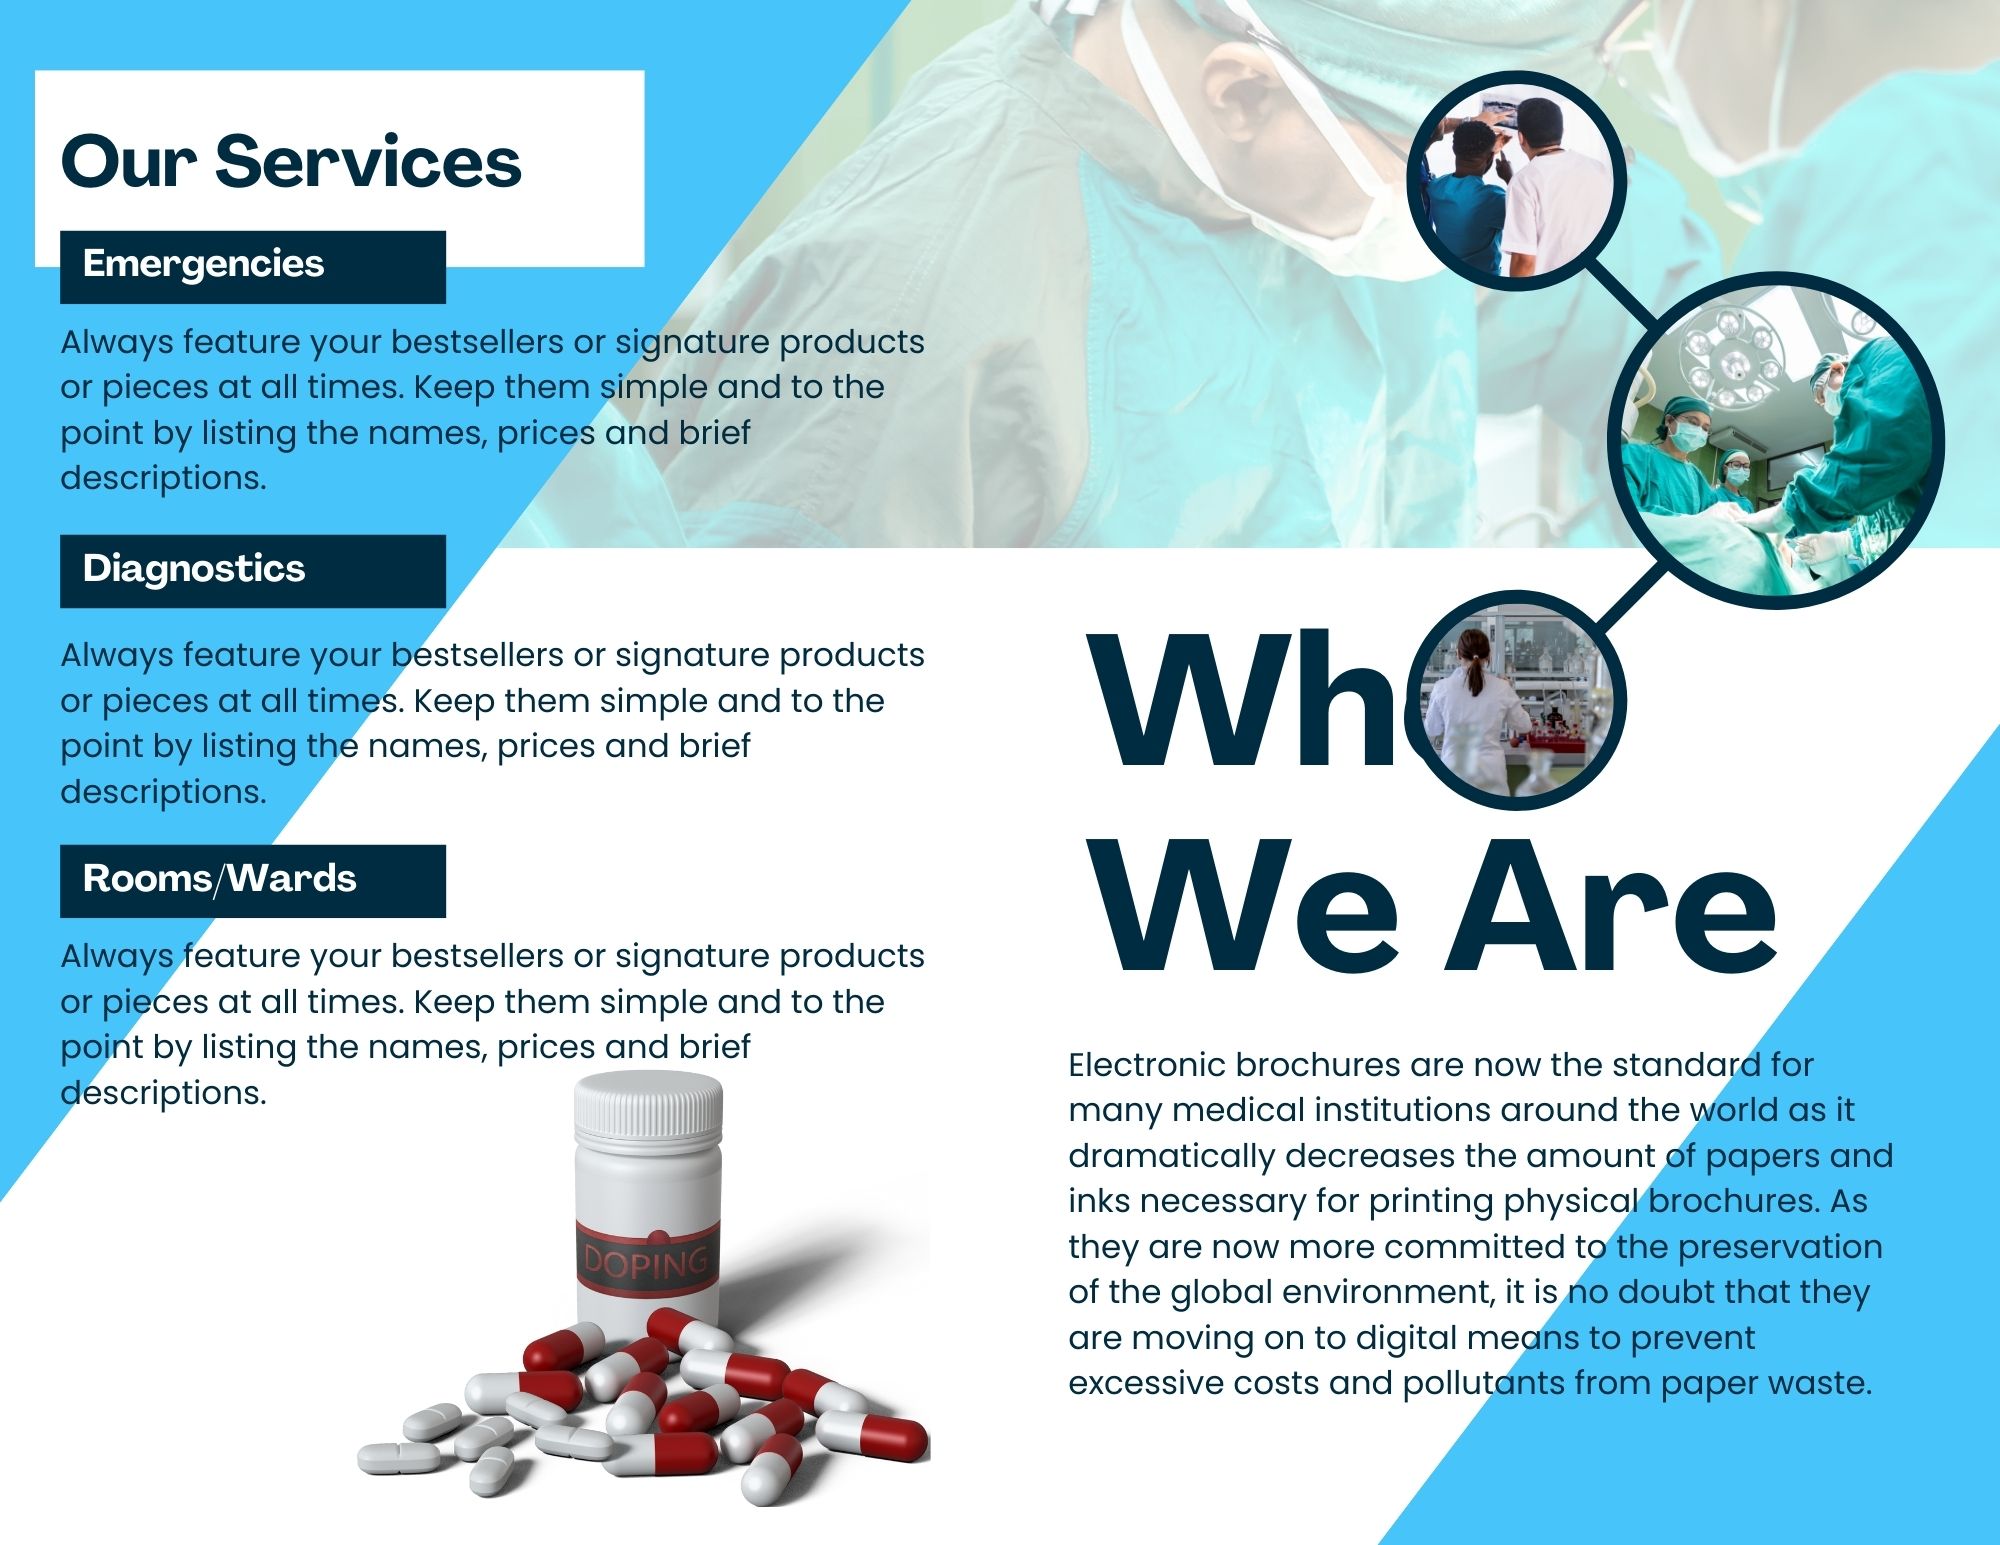 Our Services
Emergencies
Always feature your bestsellers or signature products
or pieces at all times. Keep them simple and to the
point by listing the names, prices and brief
descriptions.
Diagnostics
Always feature your bestsellers or signature products
or pieces at all times. Keep them simple and to the
point by listing the names, prices and brief
descriptions.
Rooms/Wards
Always feature your bestsellers or signature products
or pieces at all times. Keep them simple and to the
point by listing the names, prices and brief
descriptions.
DOPING
Who
We Are
Electronic brochures are now the standard for
many medical institutions around the world as it
dramatically decreases the amount of papers and
inks necessary for printing physical brochures. As
they are now more committed to the preservation
of the global environment, it is no doubt that they
are moving on to digital means to prevent
excessive costs and pollutants from paper waste.